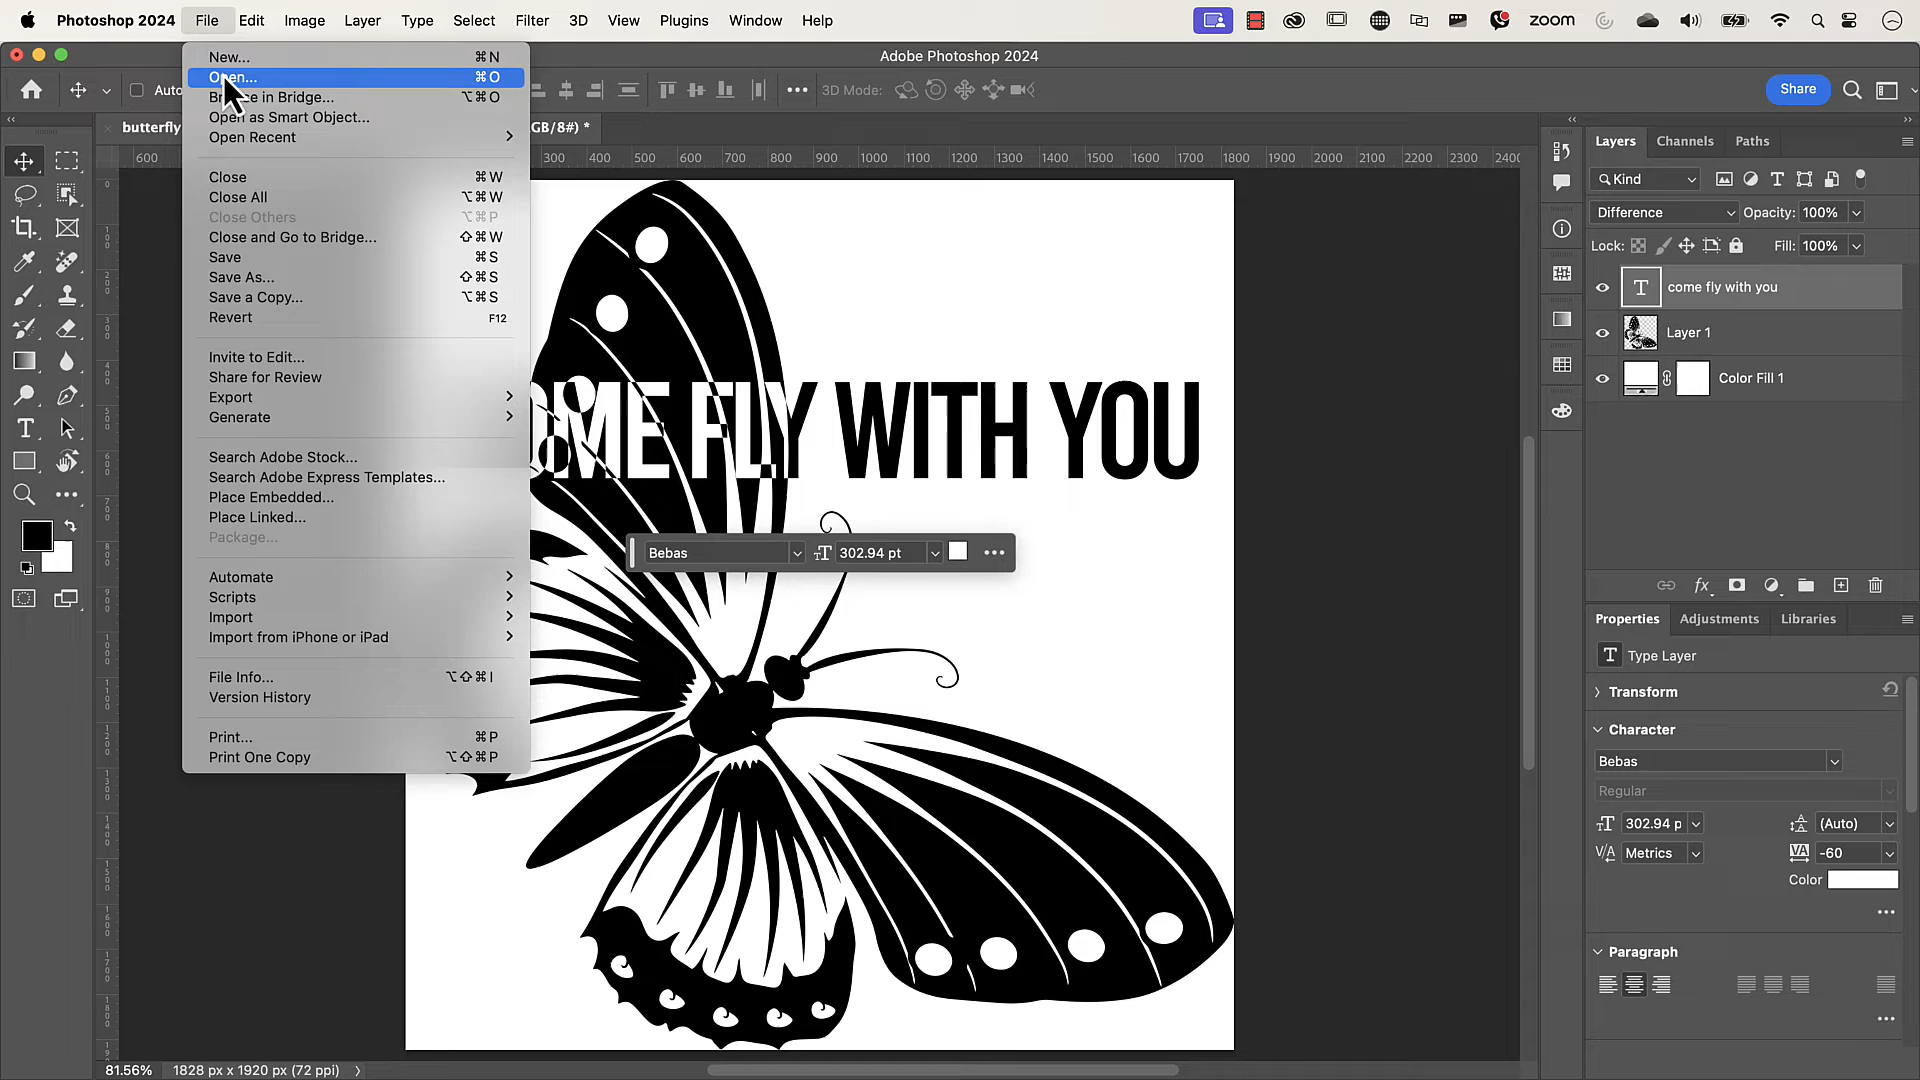 Photoshop 2024 File Edit Image Layer Type Select Filter 3D View Plugins Window Help zoom
Adobe Photoshop 2024
Auto 3D Mode: Share
butterfly GB/8#) *
600 300 400 500 600 700 800 900 1000 1100 1200 1300 1400 1500 1600 1700 1800 1900 2000 2100 2200 2300 2400
New... ⌘N
Open... ⌘O
Browse in Bridge... ⌥⌘O
Open as Smart Object...
Open Recent
Close ⌘W
Close All ⌥⌘W
Close Others ⌥⌘P
Close and Go to Bridge... ⇧⌘W
Save ⌘S
Save As... ⇧⌘S
Save a Copy... ⌥⌘S
Revert F12
Invite to Edit...
Share for Review
Export
Generate
Search Adobe Stock...
Search Adobe Express Templates...
Place Embedded...
Place Linked...
Package...
Automate
Scripts
Import
Import from iPhone or iPad
File Info... ⌥⇧⌘I
Version History
Print... ⌘P
Print One Copy ⌥⇧⌘P
OME FLY WITH YOU
Bebas 302.94 pt
Layers Channels Paths
Kind
Difference Opacity: 100%
Lock: Fill: 100%
come fly with you
Layer 1
Color Fill 1
Properties Adjustments Libraries
Type Layer
Transform
Character
Bebas
Regular
302.94 p (Auto)
Metrics -60
Color
Paragraph
81.56% 1828 px x 1920 px (72 ppi)